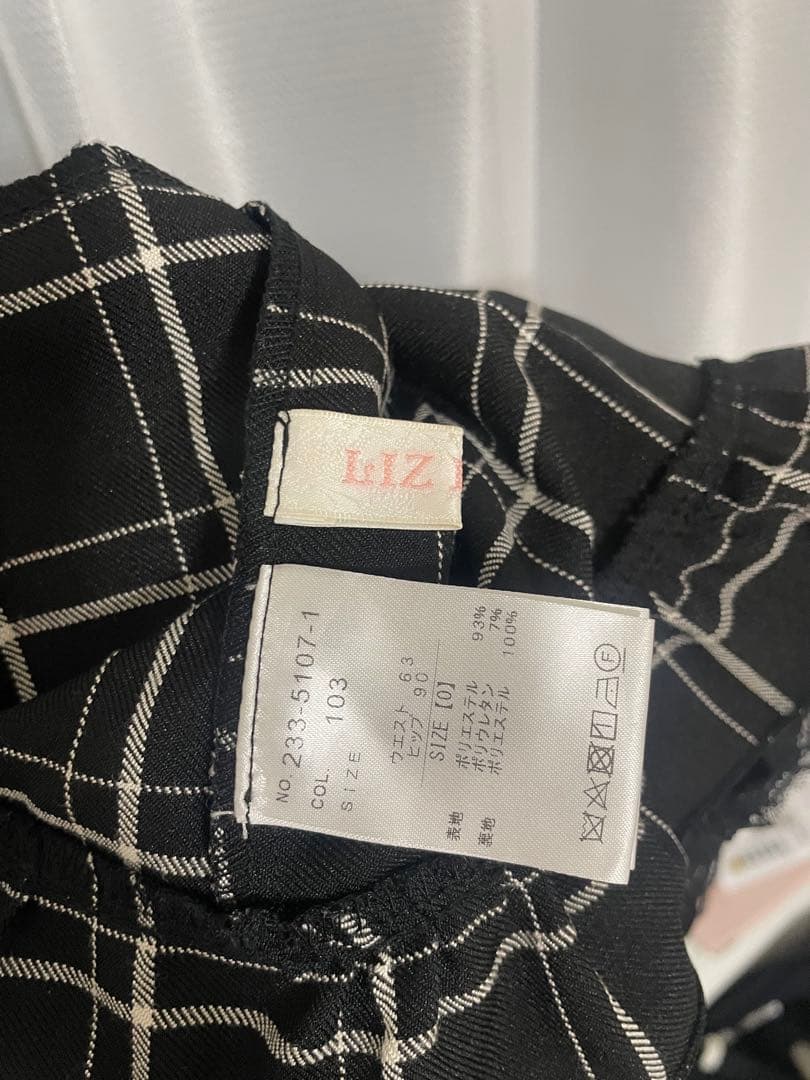 LIZ
NO. 233-5107-1
COL. 103
SIZE
ウエスト 63
ヒップ 90
SIZE [0]
表地 ポリエステル 93%
ポリウレタン 7%
裏地 ポリエステル 100%
F